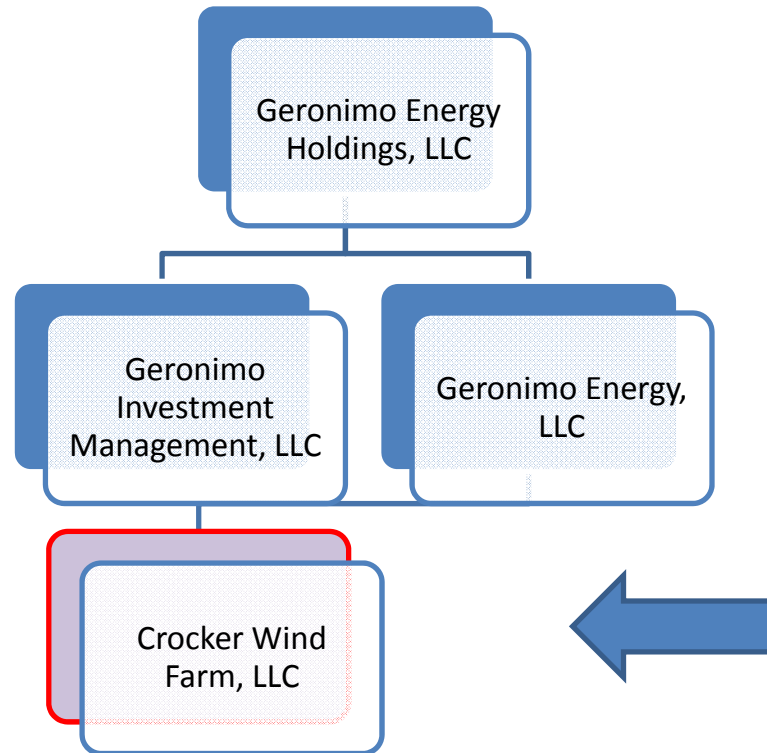 Geronimo Energy
Holdings, LLC
Geronimo
Investment
Management, LLC
Geronimo Energy,
LLC
Crocker Wind
Farm, LLC